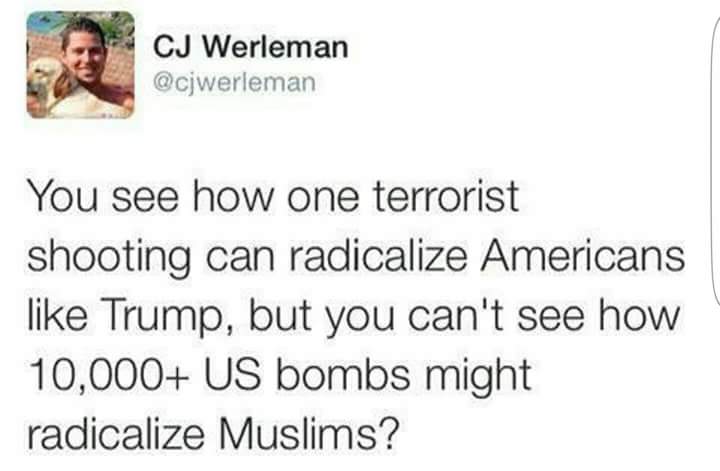 CJ Werleman
@cjwerleman
You see how one terrorist
shooting can radicalize Americans
like Trump, but you can't see how
10,000+ US bombs might
radicalize Muslims?